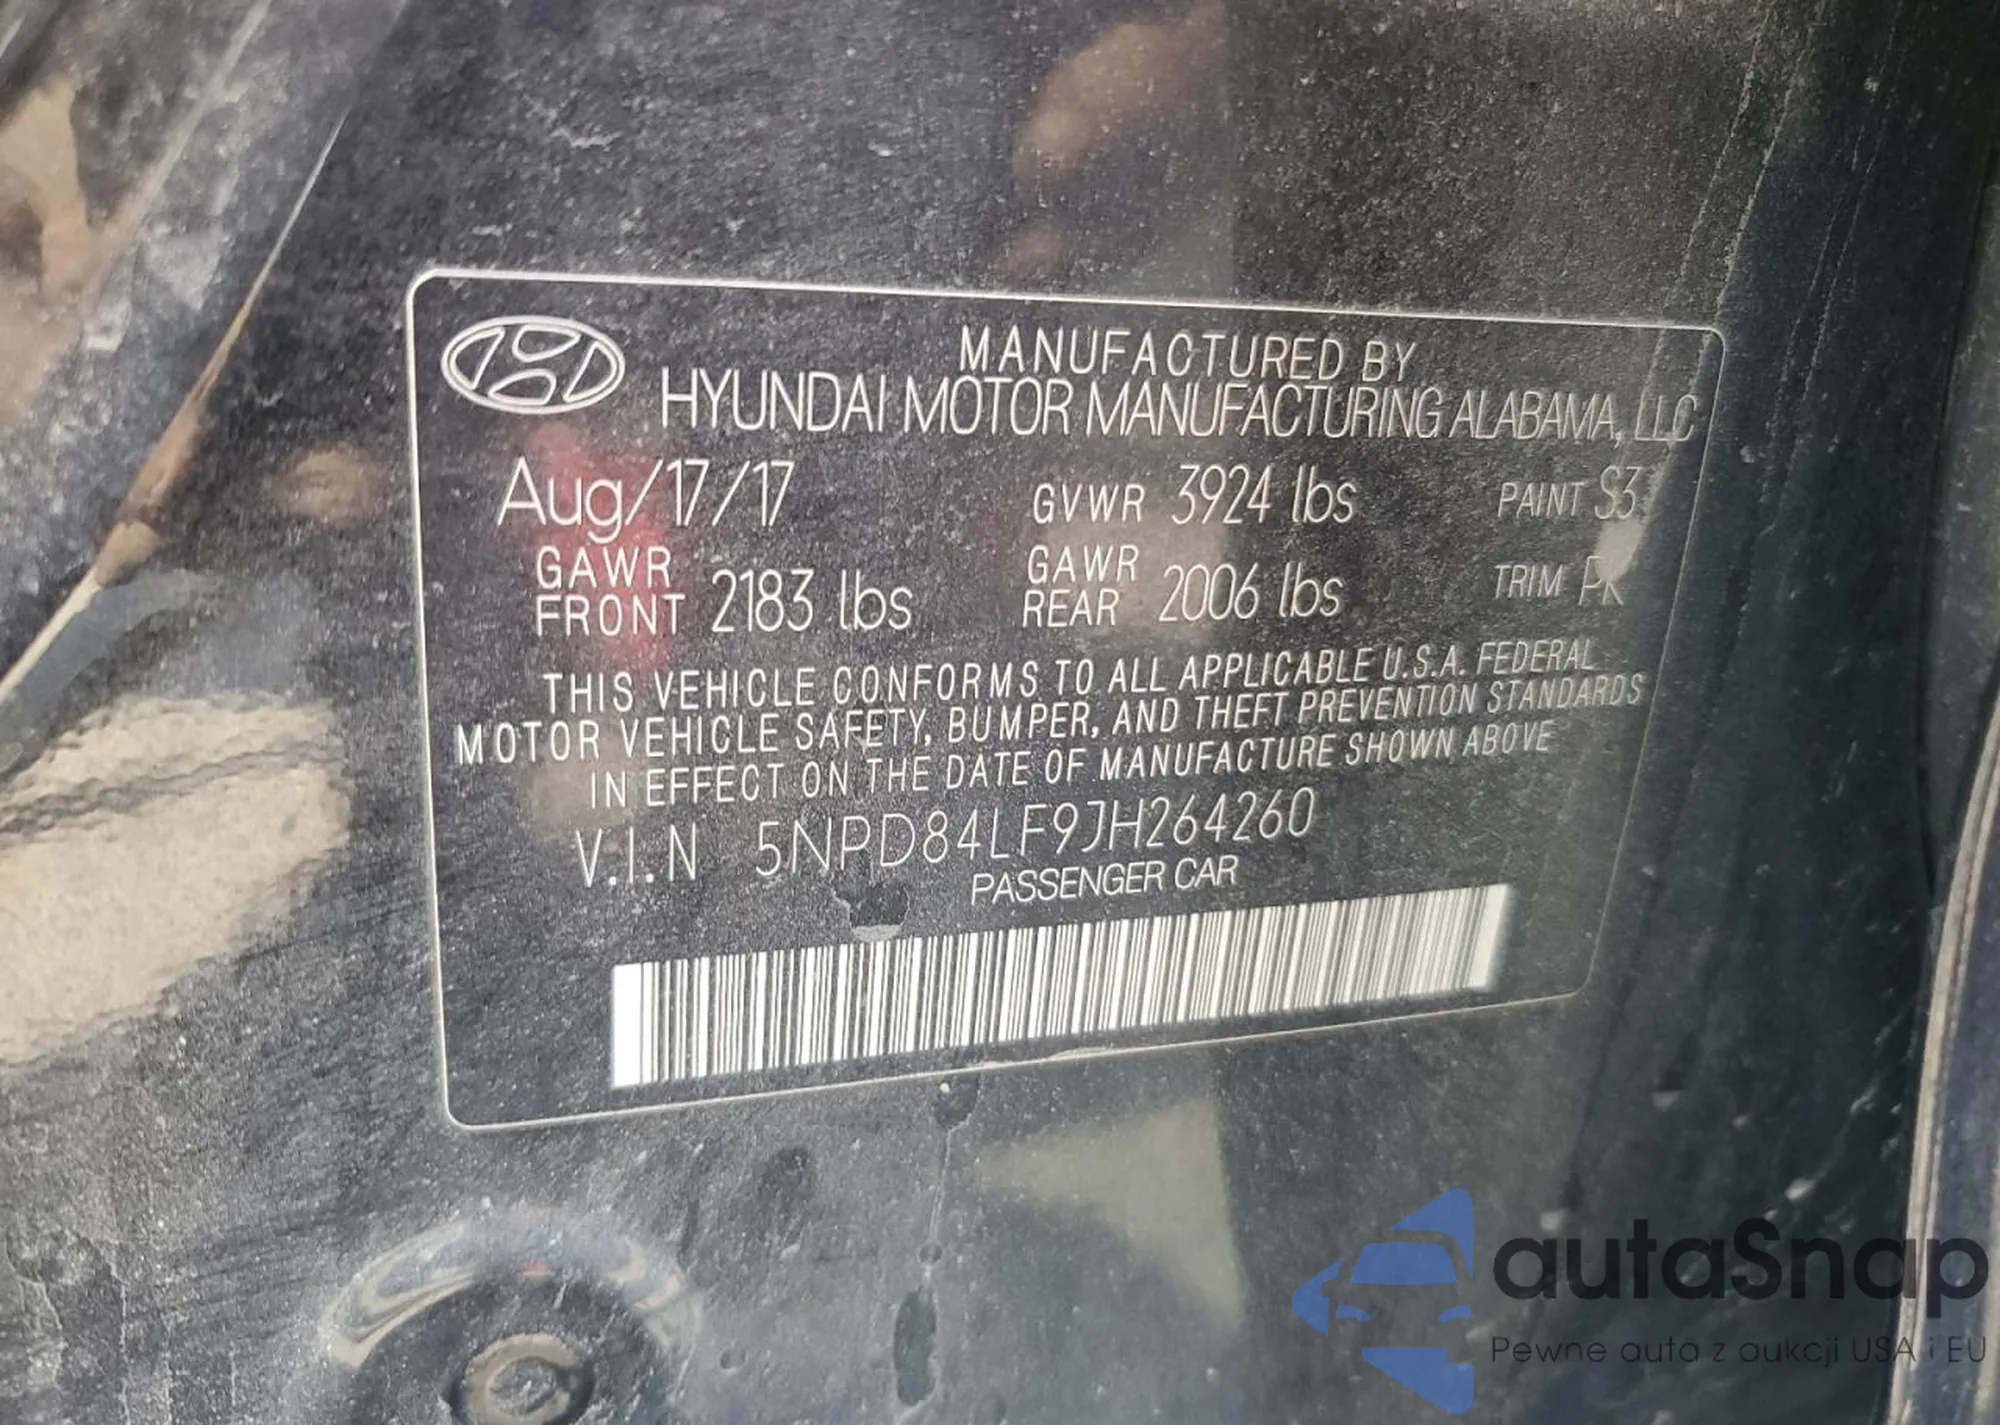 MANUFACTURED BY
HYUNDAI MOTOR MANUFACTURING ALABAMA, LLC
Aug/17/17 GVWR 3924 lbs PAINT S3
GAWR FRONT 2183 lbs GAWR REAR 2006 lbs TRIM
THIS VEHICLE CONFORMS TO ALL APPLICABLE U.S.A. FEDERAL
MOTOR VEHICLE SAFETY, BUMPER, AND THEFT PREVENTION STANDARDS
IN EFFECT ON THE DATE OF MANUFACTURE SHOWN ABOVE
V.I.N 5NPD84LF9JH264260
PASSENGER CAR
autaSnap
Pewne auta z aukcji USA i EU